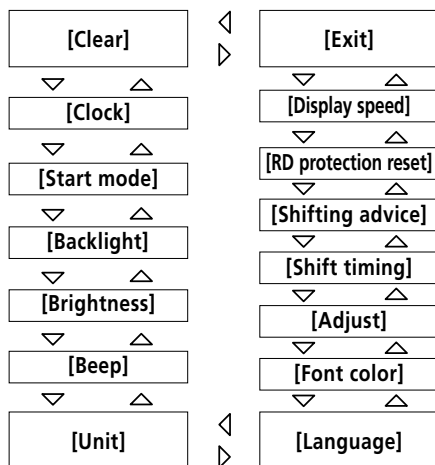 [Clear]
[Clock]
[Start mode]
[Backlight]
[Brightness]
[Beep]
[Unit]
[Exit]
[Display speed]
[RD protection reset]
[Shifting advice]
[Shift timing]
[Adjust]
[Font color]
[Language]